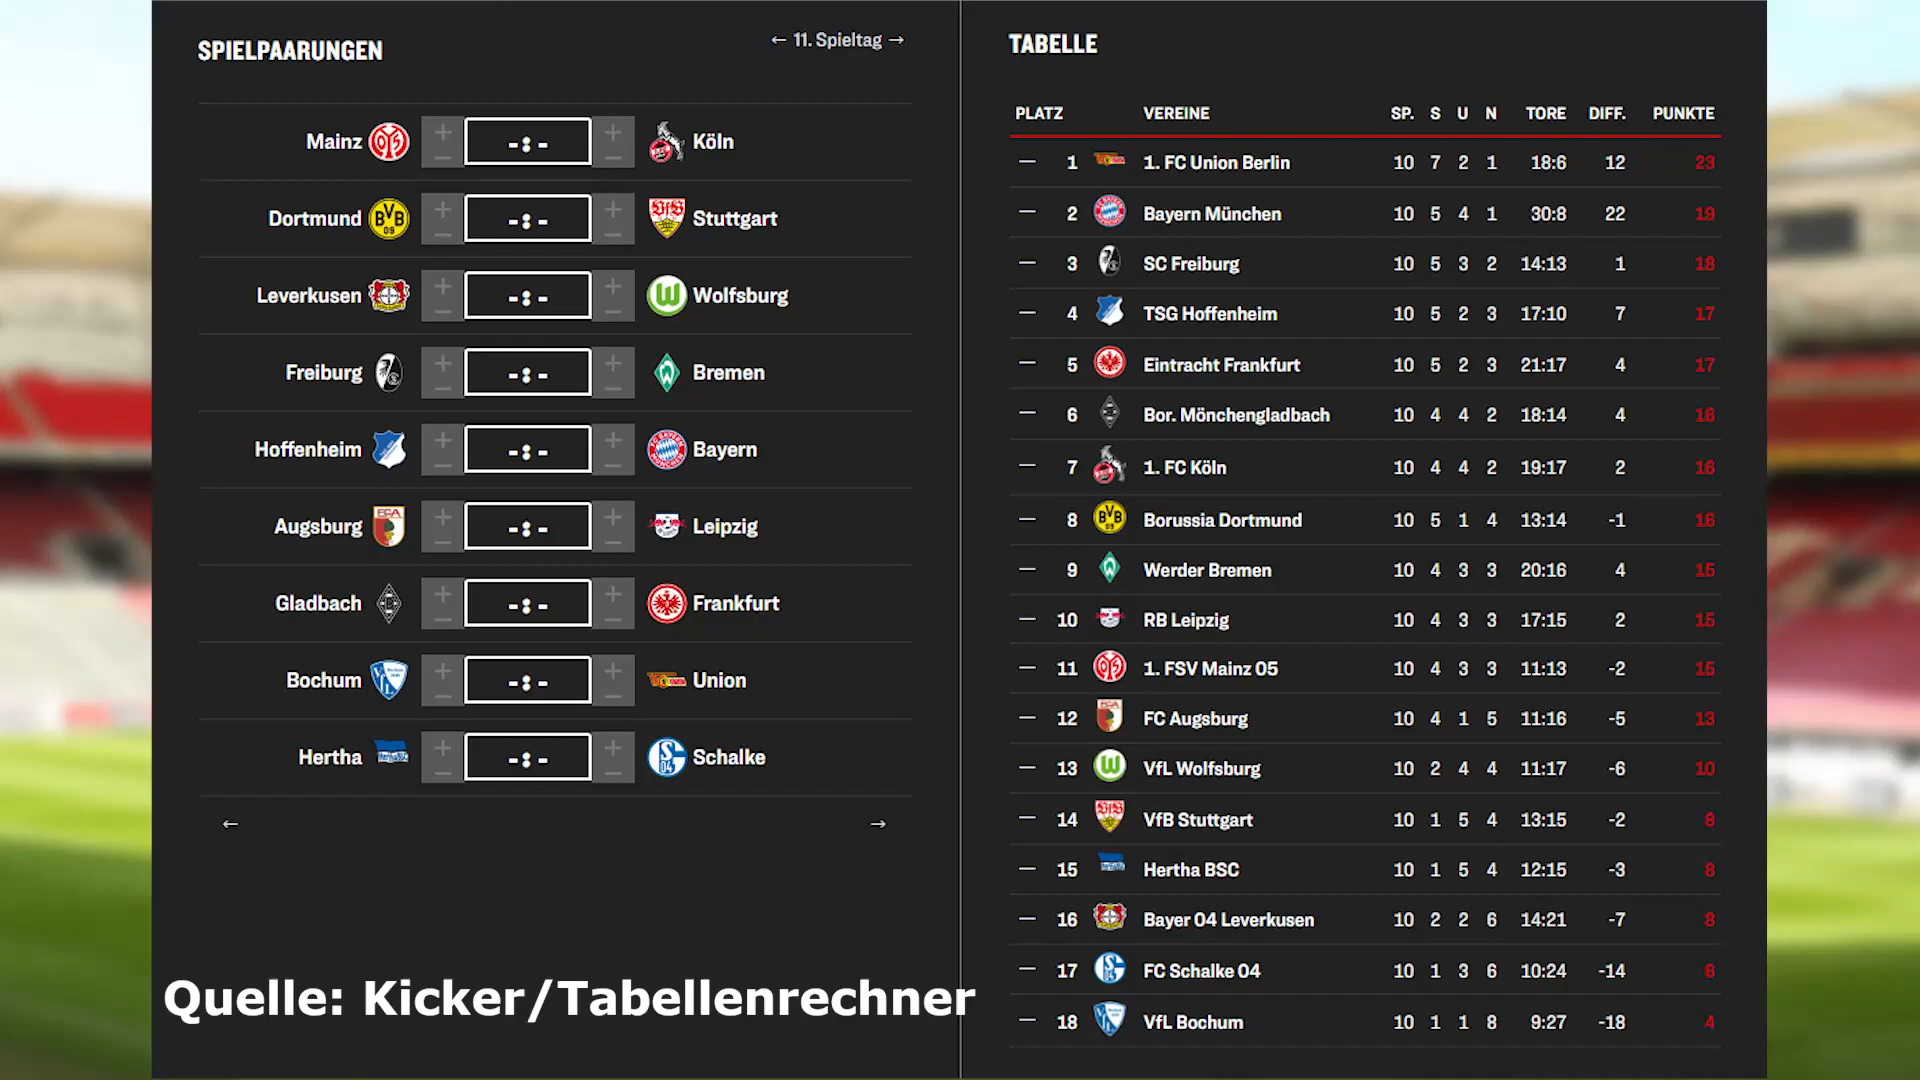 SPIELPAARUNGEN
← 11. Spieltag →
Mainz + - -:- + - Köln
Dortmund + - -:- + - Stuttgart
Leverkusen + - -:- + - Wolfsburg
Freiburg + - -:- + - Bremen
Hoffenheim + - -:- + - Bayern
Augsburg + - -:- + - Leipzig
Gladbach + - -:- + - Frankfurt
Bochum + - -:- + - Union
Hertha + - -:- + - Schalke
← →
Quelle: Kicker/Tabellenrechner
TABELLE
PLATZ VEREINE SP. S U N TORE DIFF. PUNKTE
— 1 1. FC Union Berlin 10 7 2 1 18:6 12 23
— 2 Bayern München 10 5 4 1 30:8 22 19
— 3 SC Freiburg 10 5 3 2 14:13 1 18
— 4 TSG Hoffenheim 10 5 2 3 17:10 7 17
— 5 Eintracht Frankfurt 10 5 2 3 21:17 4 17
— 6 Bor. Mönchengladbach 10 4 4 2 18:14 4 16
— 7 1. FC Köln 10 4 4 2 19:17 2 16
— 8 Borussia Dortmund 10 5 1 4 13:14 -1 16
— 9 Werder Bremen 10 4 3 3 20:16 4 15
— 10 RB Leipzig 10 4 3 3 17:15 2 15
— 11 1. FSV Mainz 05 10 4 3 3 11:13 -2 15
— 12 FC Augsburg 10 4 1 5 11:16 -5 13
— 13 VfL Wolfsburg 10 2 4 4 11:17 -6 10
— 14 VfB Stuttgart 10 1 5 4 13:15 -2 8
— 15 Hertha BSC 10 1 5 4 12:15 -3 8
— 16 Bayer 04 Leverkusen 10 2 2 6 14:21 -7 8
— 17 FC Schalke 04 10 1 3 6 10:24 -14 6
— 18 VfL Bochum 10 1 1 8 9:27 -18 4